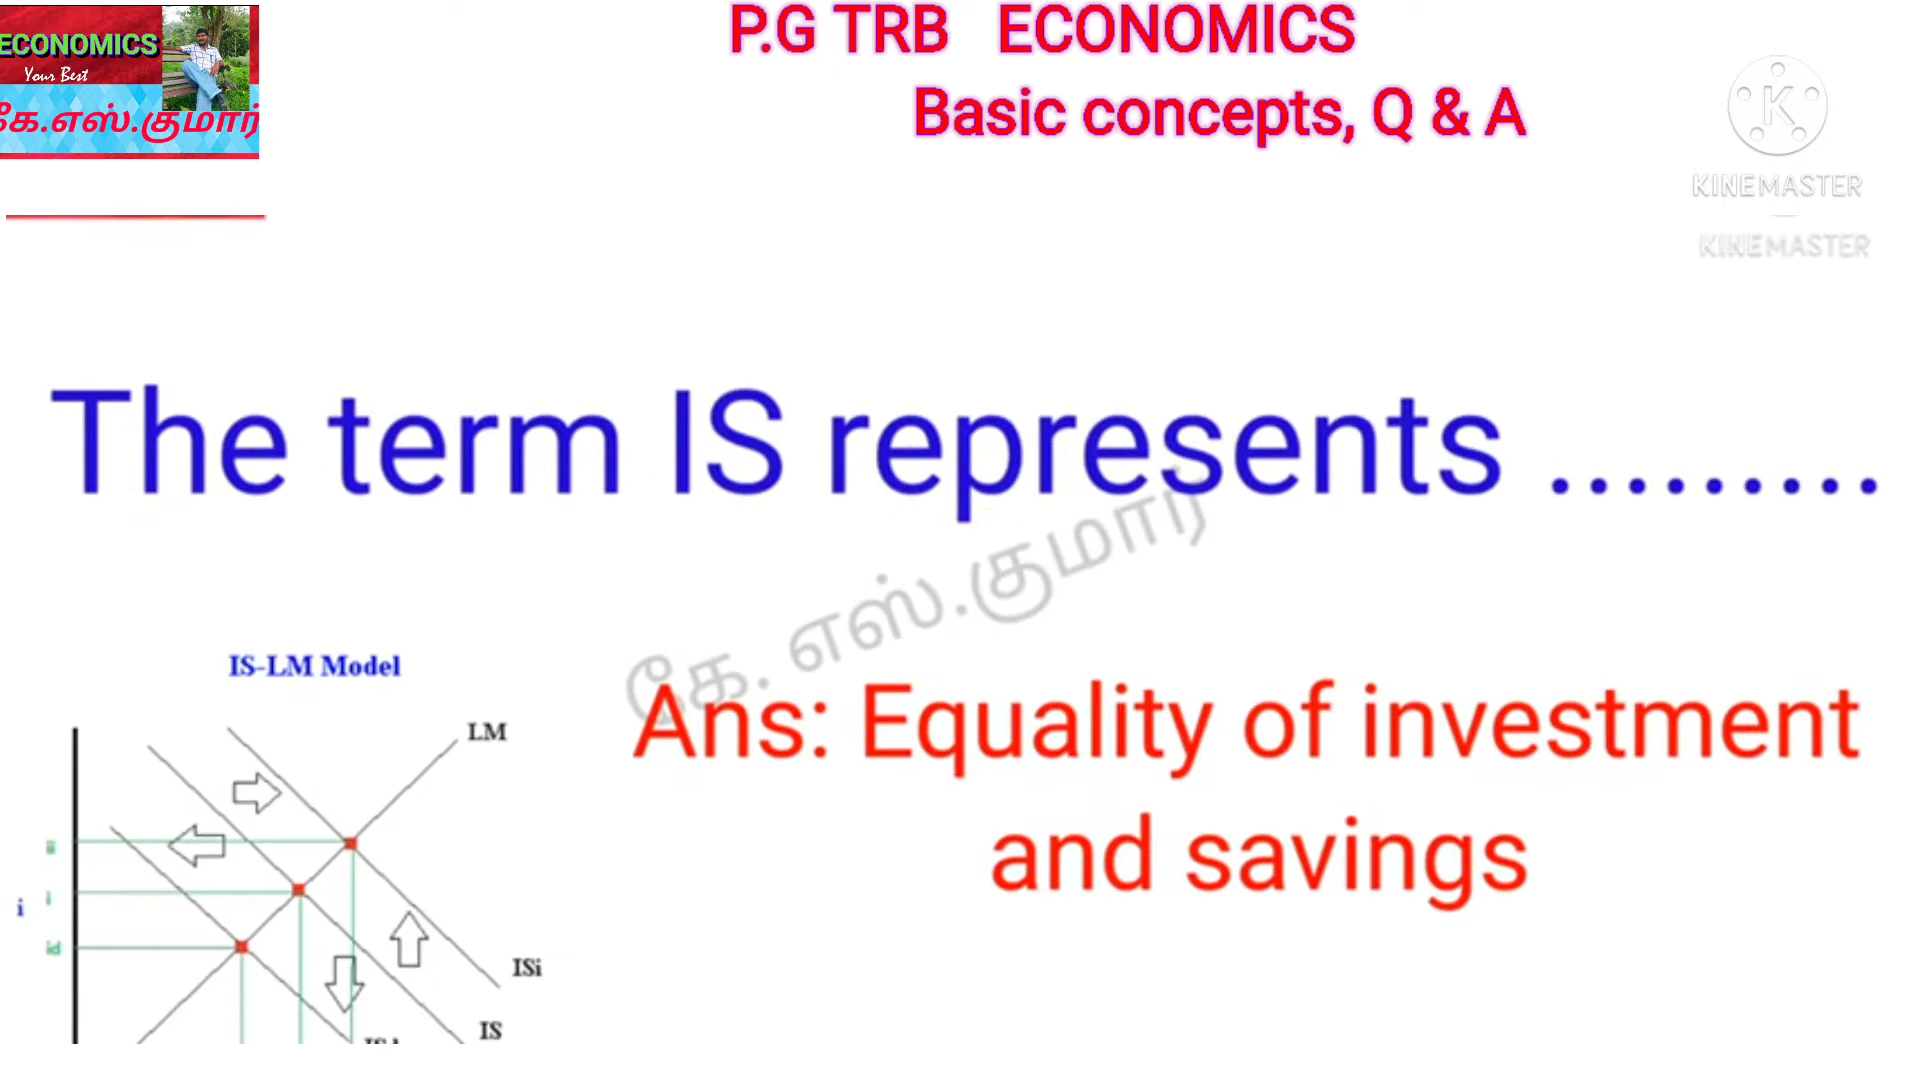 P.G TRB ECONOMICS
Basic concepts, Q & A
ECONOMICS
Your Best
கே.எஸ்.குமார்
KINEMASTER
KINEMASTER
The term IS represents .........
கே. எஸ்.குமார்
IS-LM Model
Ans: Equality of investment
and savings
LM
i
ISi
IS